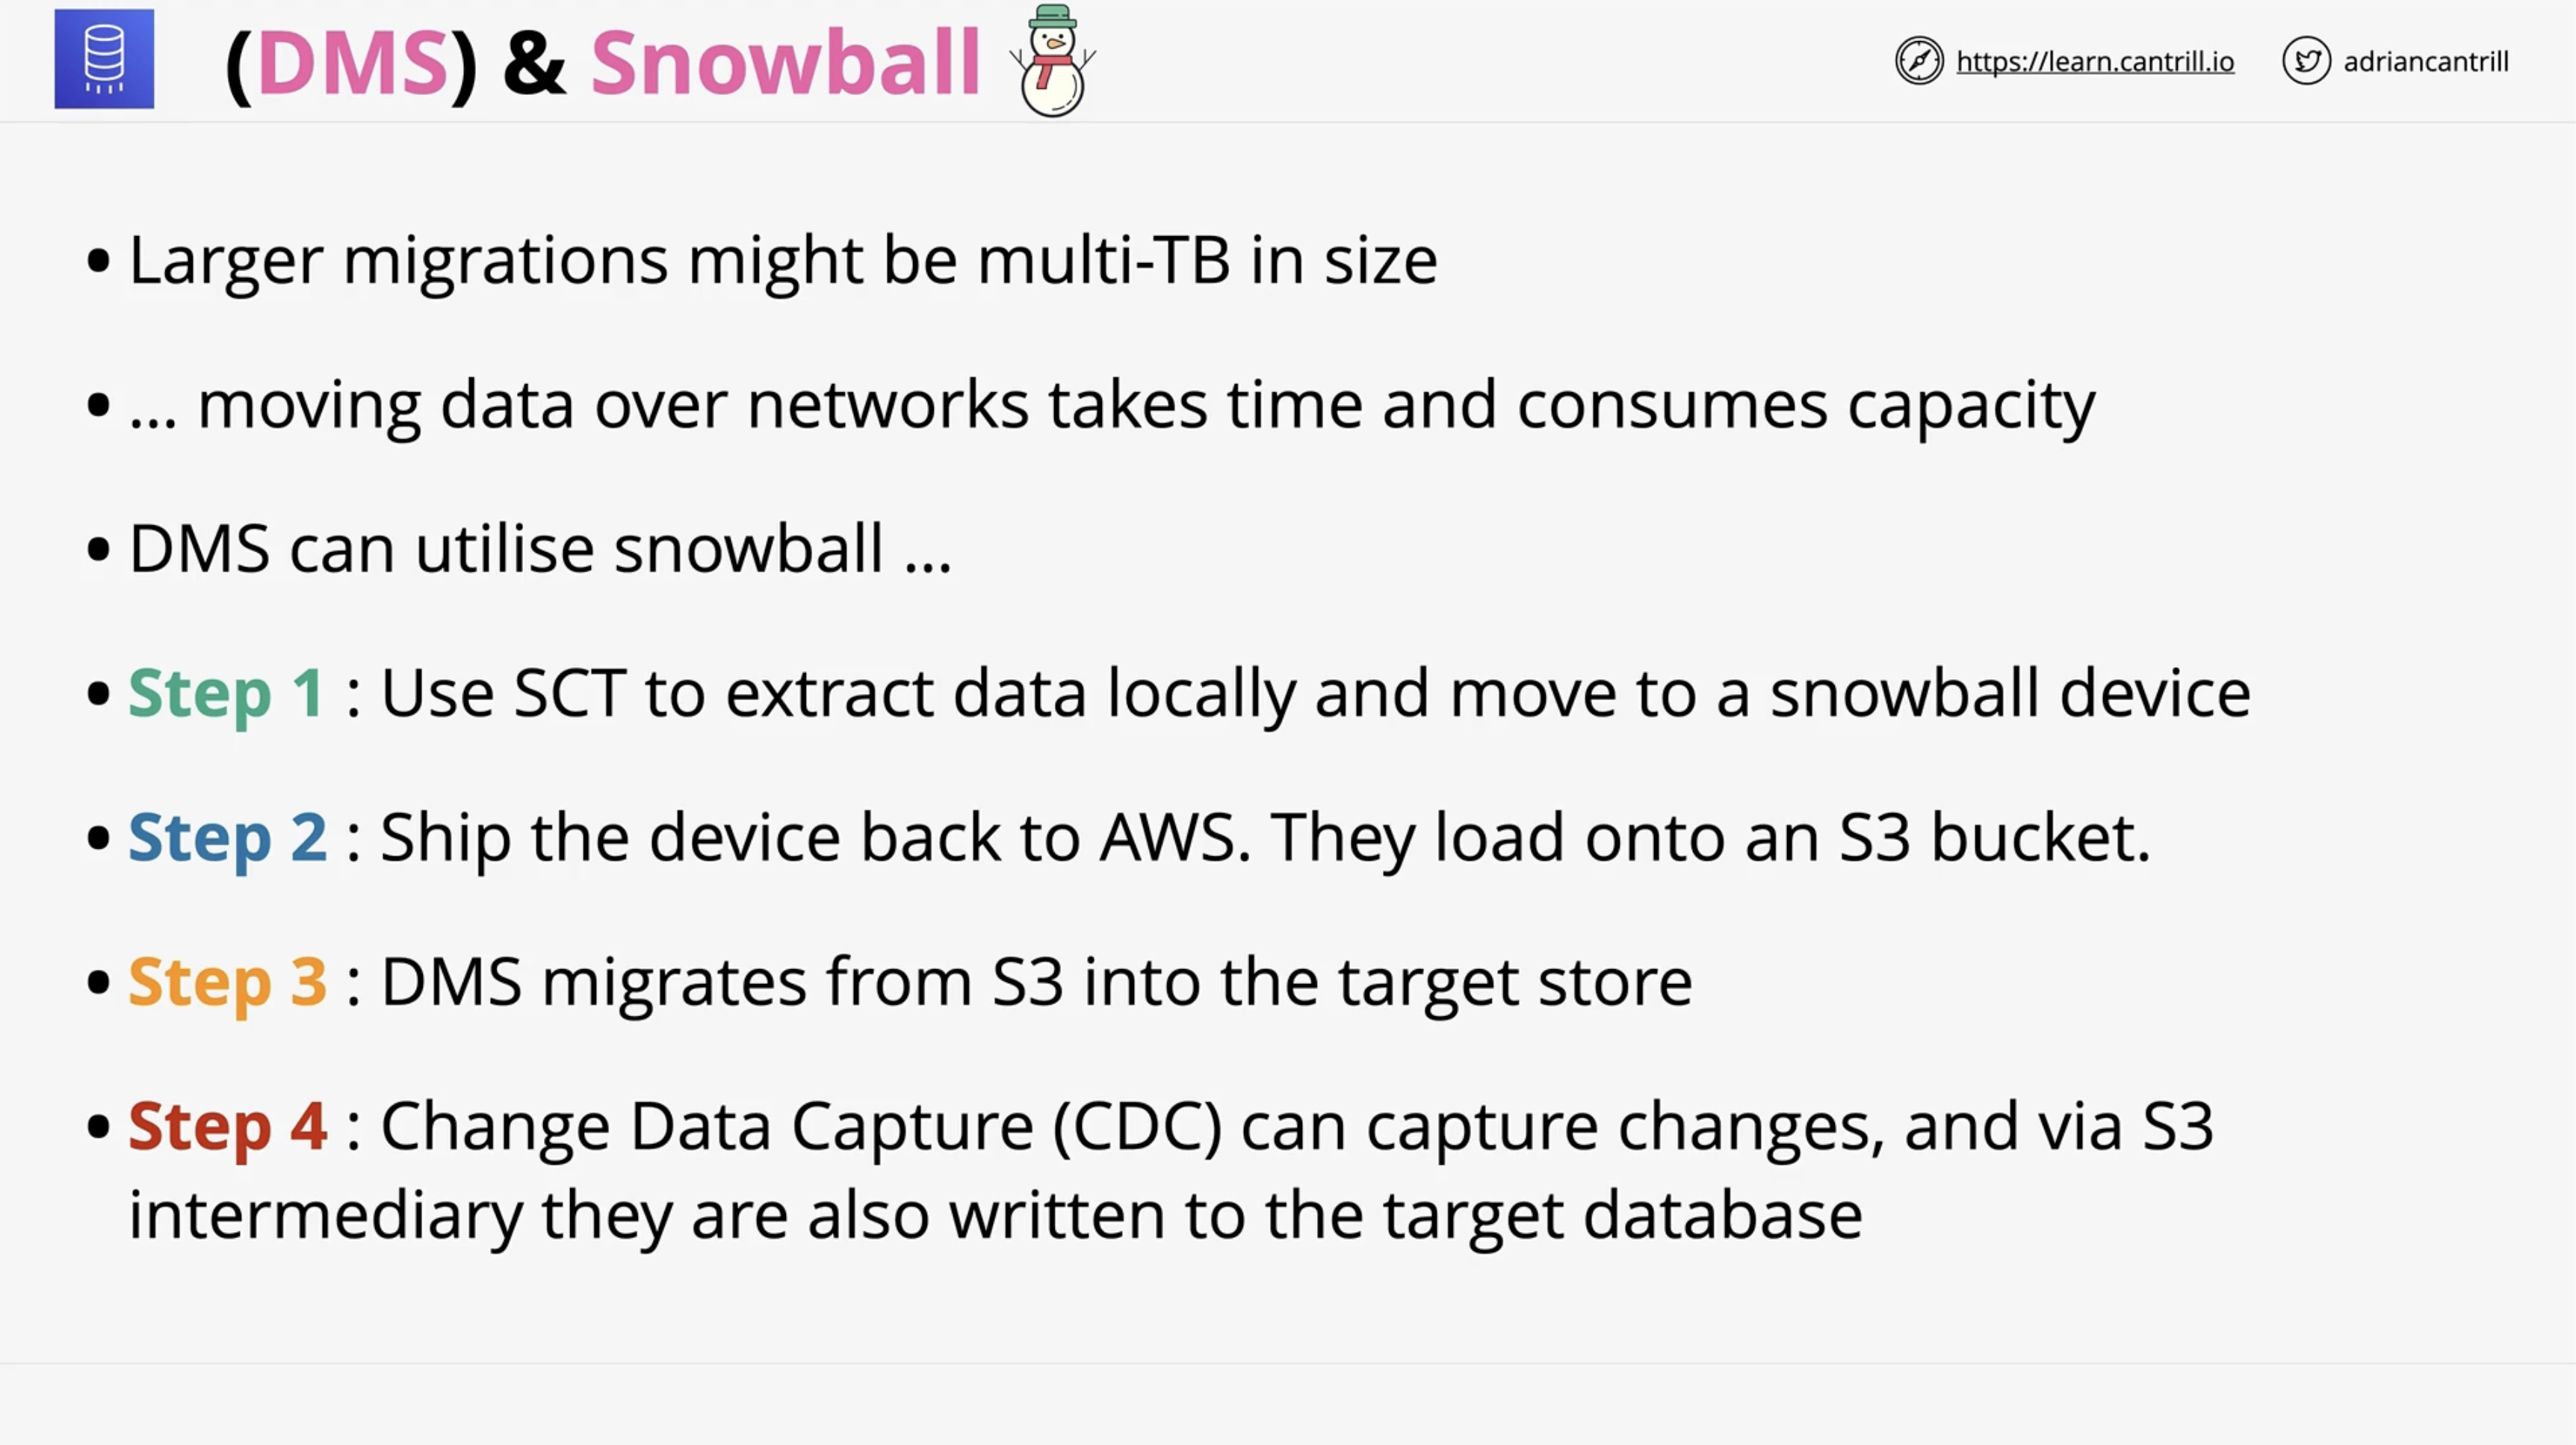 (DMS) & Snowball
https://learn.cantrill.io
adriancantrill
• Larger migrations might be multi-TB in size
• ... moving data over networks takes time and consumes capacity
• DMS can utilise snowball ...
• Step 1 : Use SCT to extract data locally and move to a snowball device
• Step 2 : Ship the device back to AWS. They load onto an S3 bucket.
• Step 3 : DMS migrates from S3 into the target store
• Step 4 : Change Data Capture (CDC) can capture changes, and via S3
intermediary they are also written to the target database